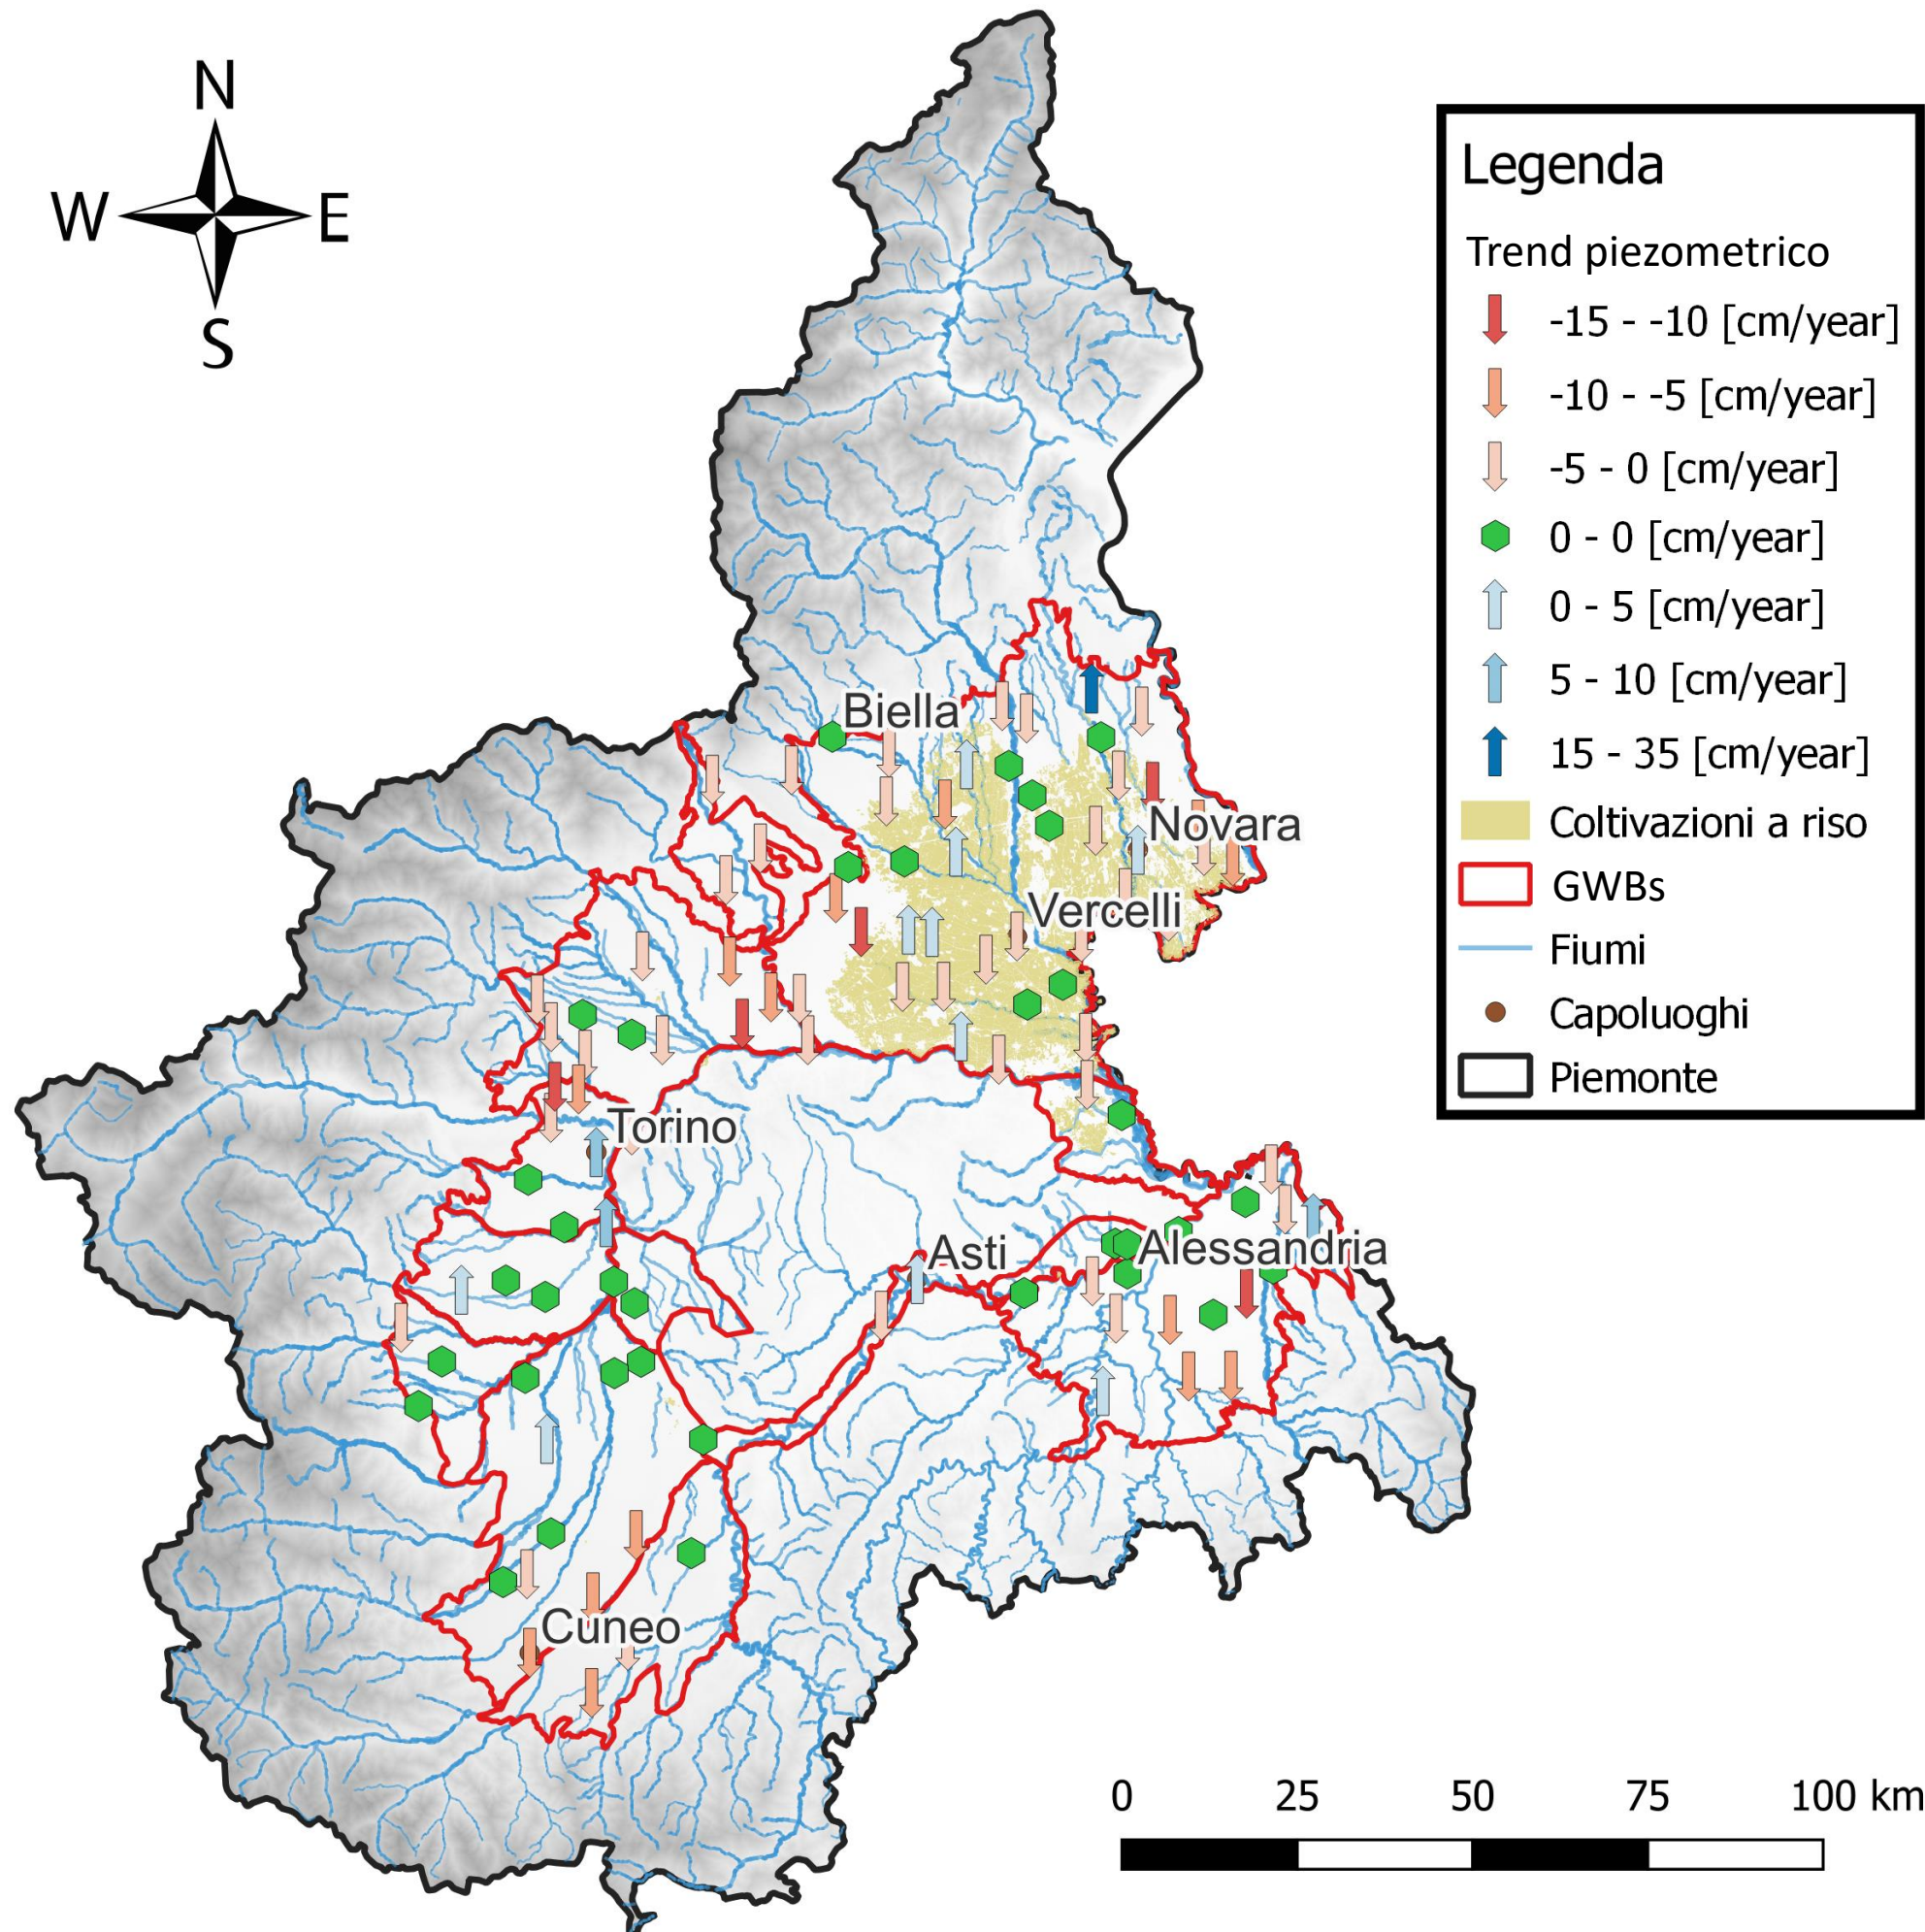 N
W
E
S
Legenda
Trend piezometrico
-15 - -10 [cm/year]
-10 - -5 [cm/year]
-5 - 0 [cm/year]
0 - 0 [cm/year]
0 - 5 [cm/year]
5 - 10 [cm/year]
15 - 35 [cm/year]
Coltivazioni a riso
GWBs
Fiumi
Capoluoghi
Piemonte
Biella
Novara
Vercelli
Torino
Asti
Alessandria
Cuneo
0 25 50 75 100 km